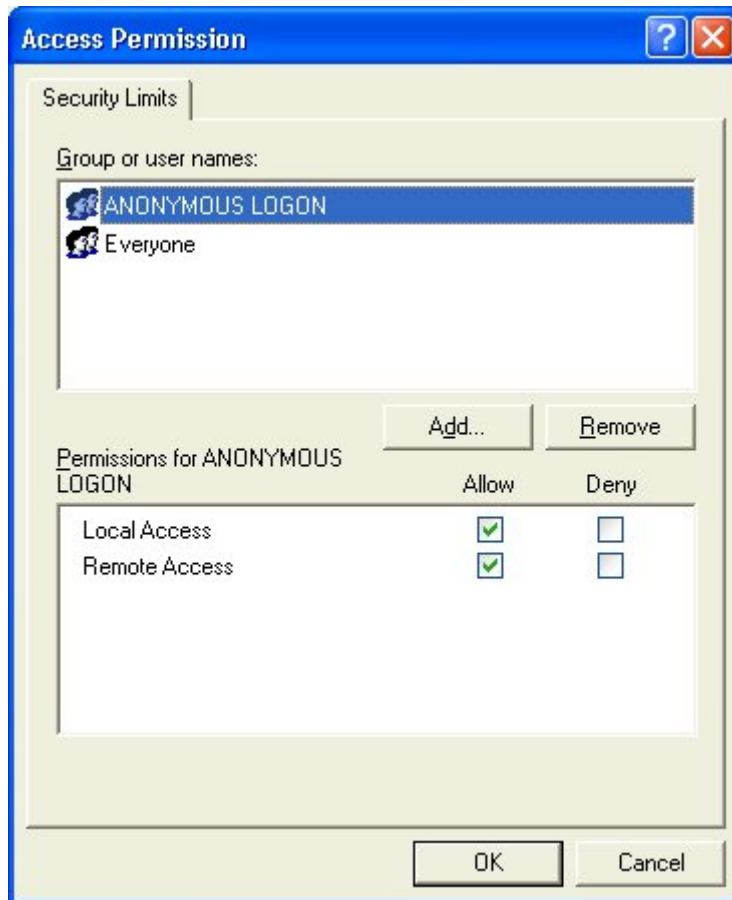 Access Permission
Security Limits
Group or user names:
ANONYMOUS LOGON
Everyone
Add...
Remove
Permissions for ANONYMOUS
LOGON
Allow
Deny
Local Access
Remote Access
OK
Cancel